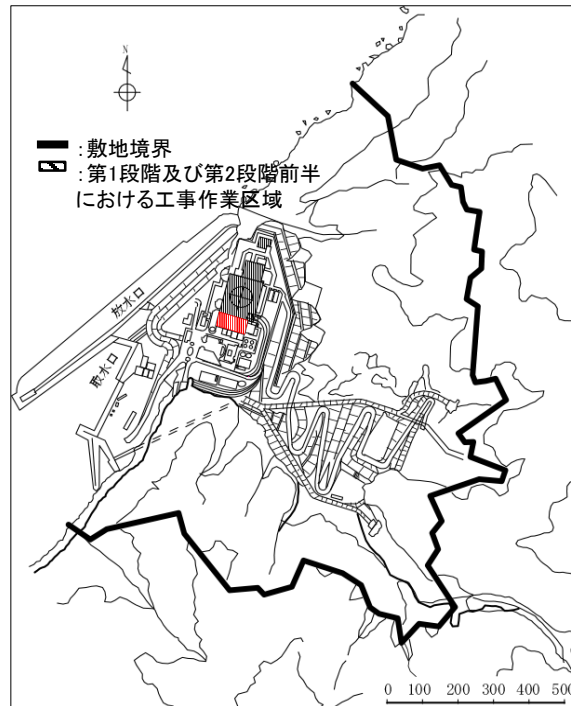 N
:敷地境界
:第1段階及び第2段階前半
における工事作業区域
放水口
取水口
0 100 200 300 400 500